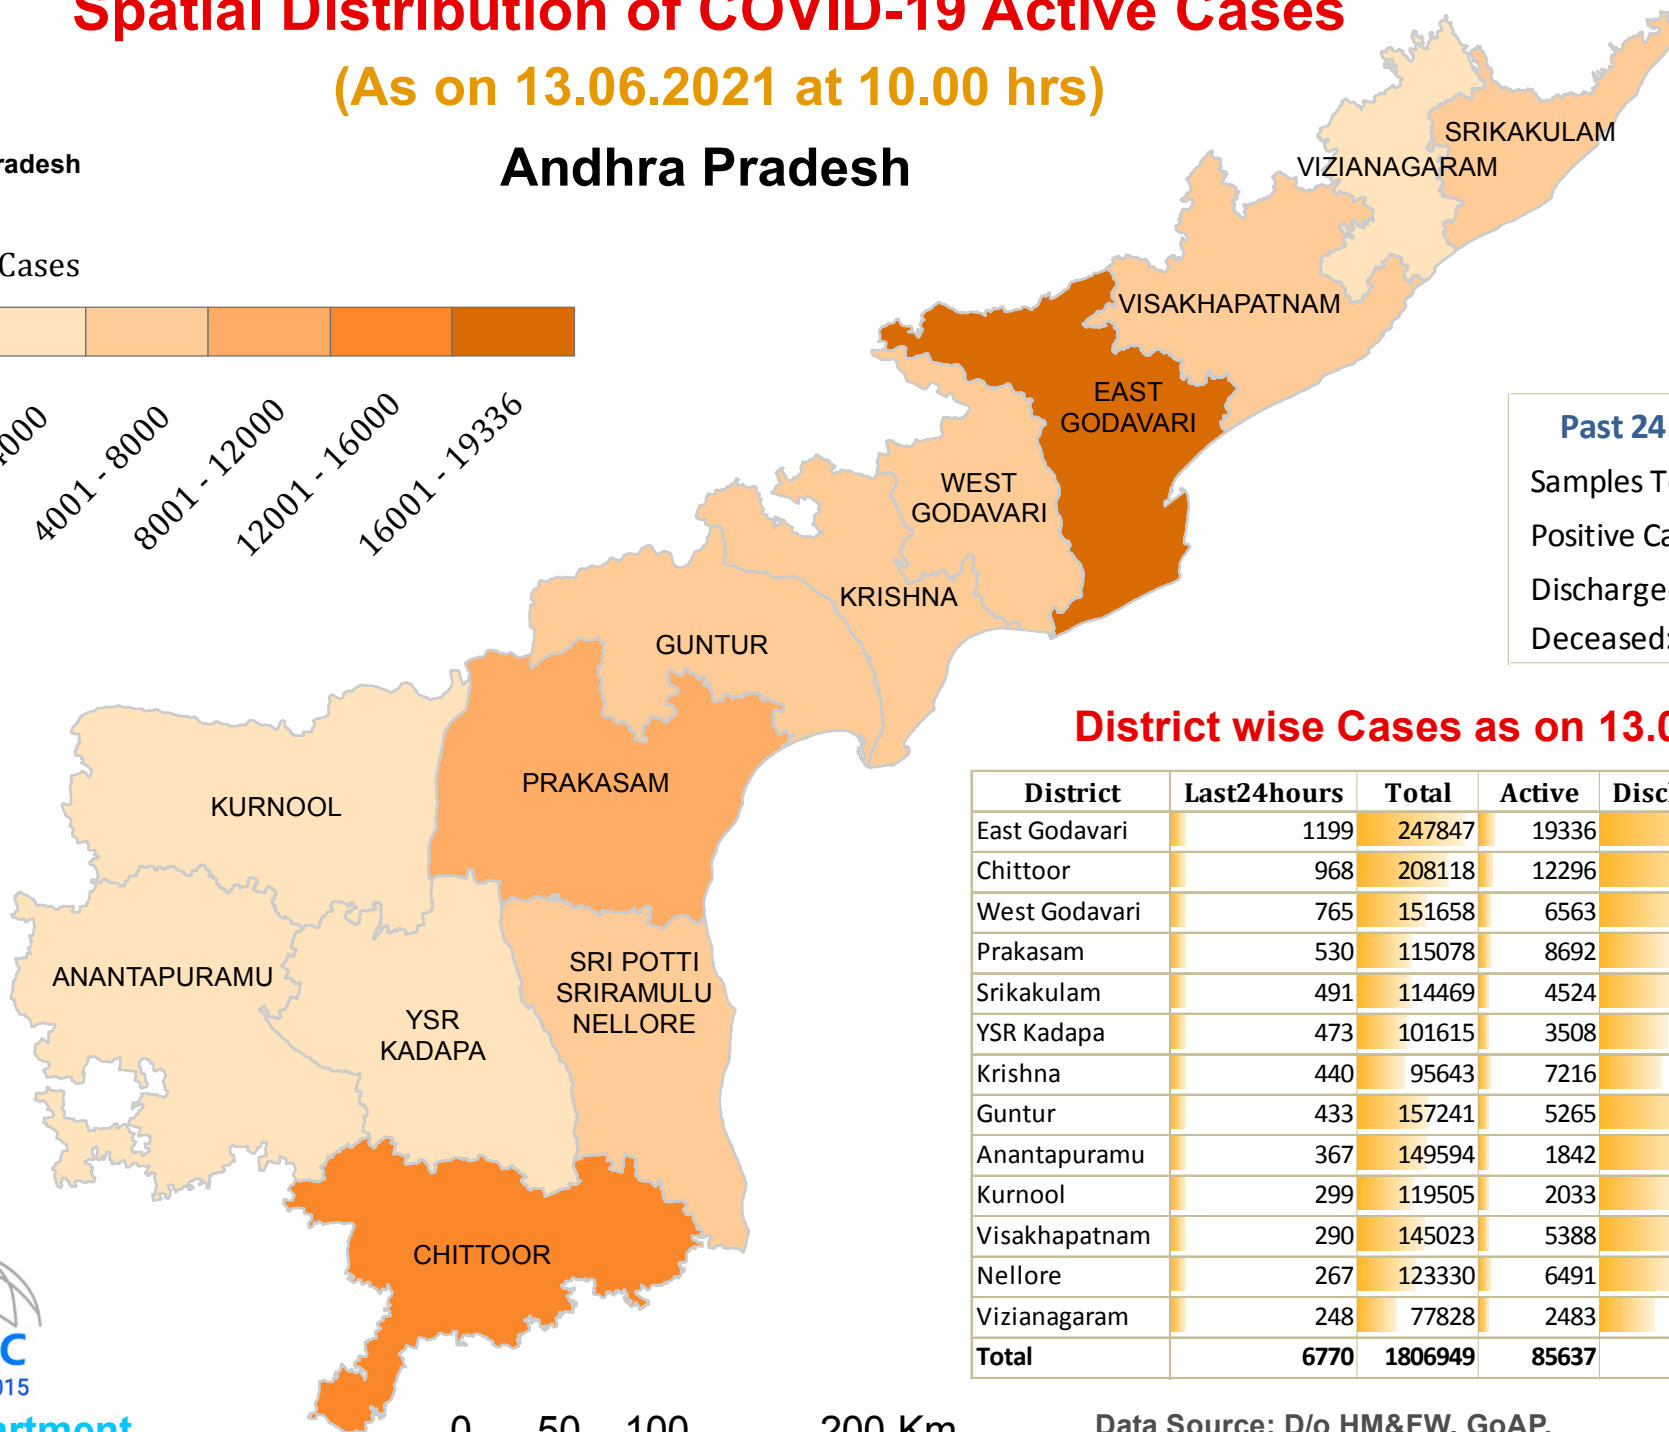 Spatial Distribution of COVID-19 Active Cases
(As on 13.06.2021 at 10.00 hrs)
Andhra Pradesh
Cases
4001 - 8000
8001 - 12000
12001 - 16000
16001 - 19336
SRIKAKULAM
VIZIANAGARAM
VISAKHAPATNAM
EAST
GODAVARI
WEST
GODAVARI
KRISHNA
GUNTUR
PRAKASAM
KURNOOL
ANANTAPURAMU
YSR
KADAPA
SRI POTTI
SRIRAMULU
NELLORE
CHITTOOR
Past 24
Samples
Positive
Deceased:
District wise Cases as on
District Last24hours Total Active
East Godavari 1199 247847 19336
Chittoor 968 208118 12296
West Godavari 765 151658 6563
Prakasam 530 115078 8692
Srikakulam 491 114469 4524
YSR Kadapa 473 101615 3508
Krishna 440 95643 7216
Guntur 433 157241 5265
Anantapuramu 367 149594 1842
Kurnool 299 119505 2033
Visakhapatnam 290 145023 5388
Nellore 267 123330 6491
Vizianagaram 248 77828 2483
Total 6770 1806949 85637
0 50 100 200 Km
Data Source: D/o HM&FW, GoAP.